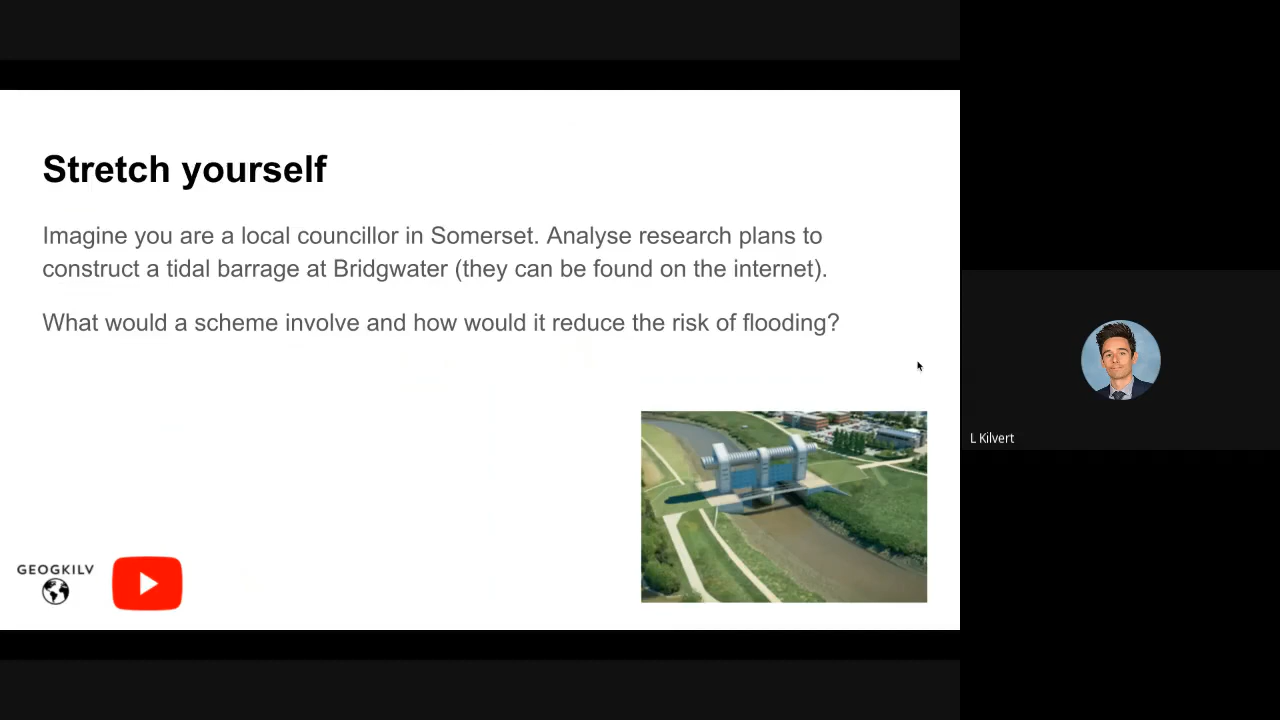 Stretch yourself
Imagine you are a local councillor in Somerset. Analyse research plans to
construct a tidal barrage at Bridgwater (they can be found on the internet).
What would a scheme involve and how would it reduce the risk of flooding?
L Kilvert
GEOGKILV